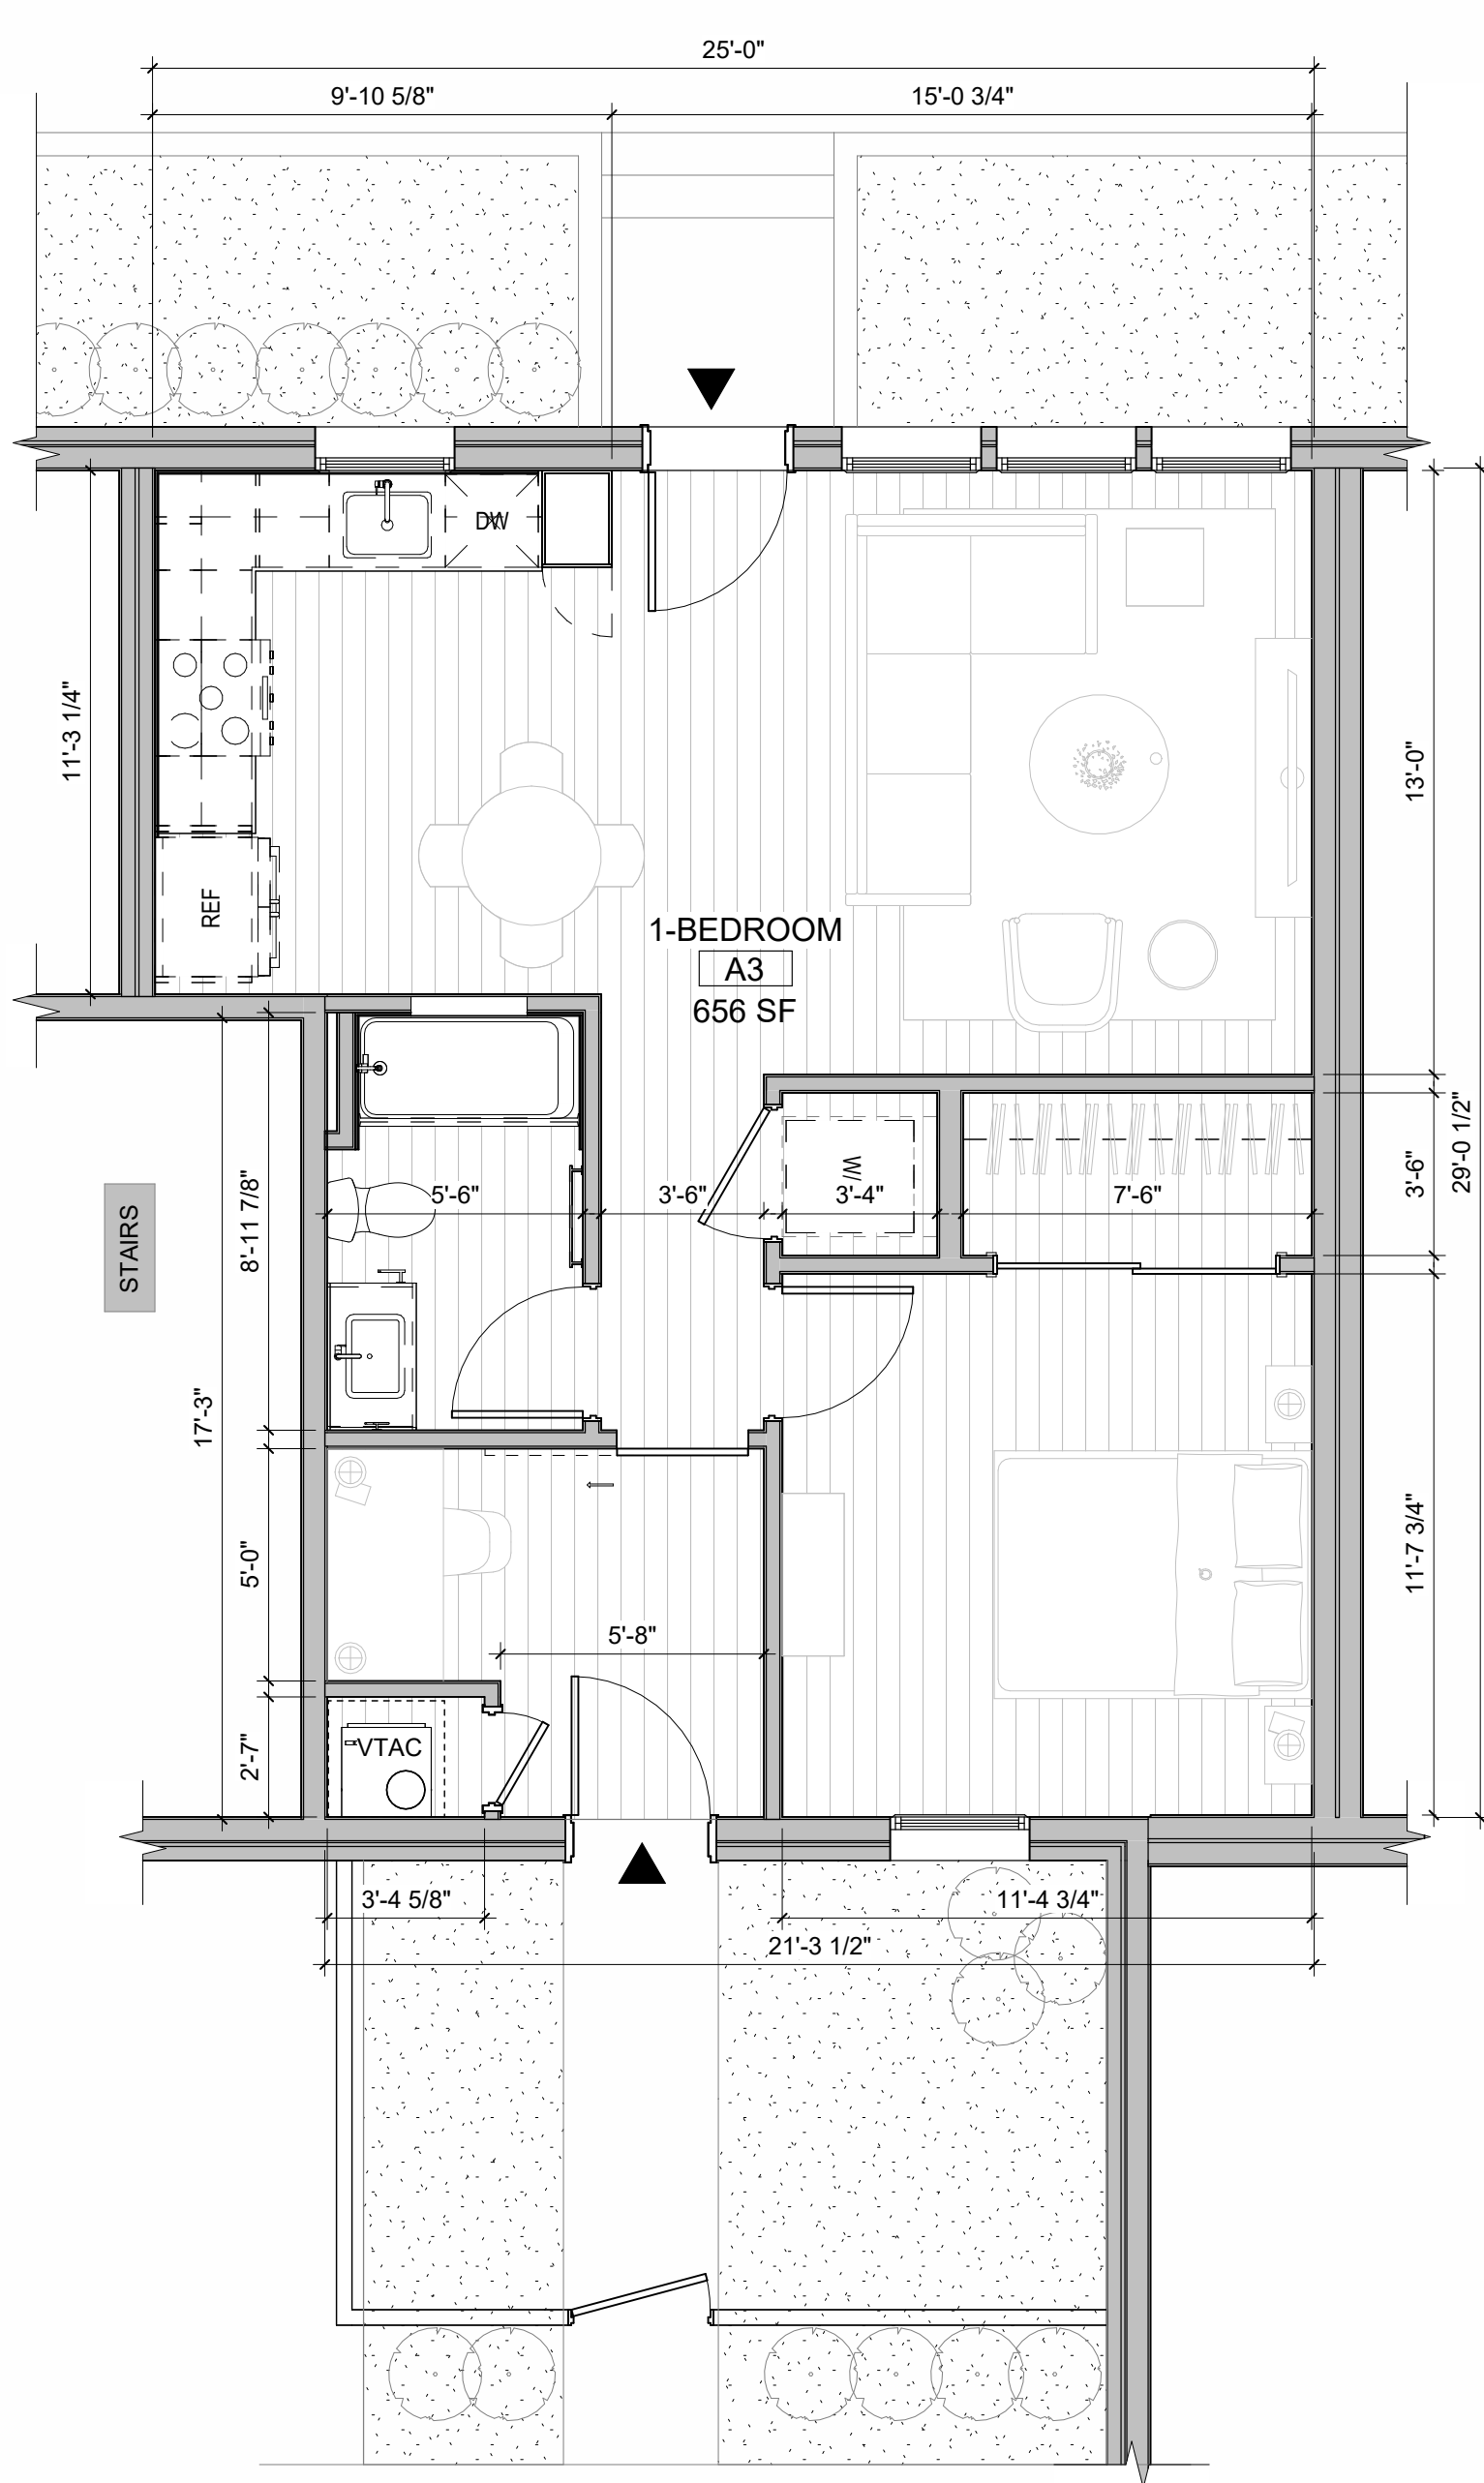 25'-0"
9'-10 5/8"
15'-0 3/4"
DW
11'-3 1/4"
13'-0"
REF
1-BEDROOM
A3
656 SF
29'-0 1/2"
3'-6"
W/
5'-6"
3'-6"
3'-4"
7'-6"
8'-11 7/8"
STAIRS
17'-3"
11'-7 3/4"
5'-0"
5'-8"
2'-7"
VTAC
3'-4 5/8"
11'-4 3/4"
21'-3 1/2"